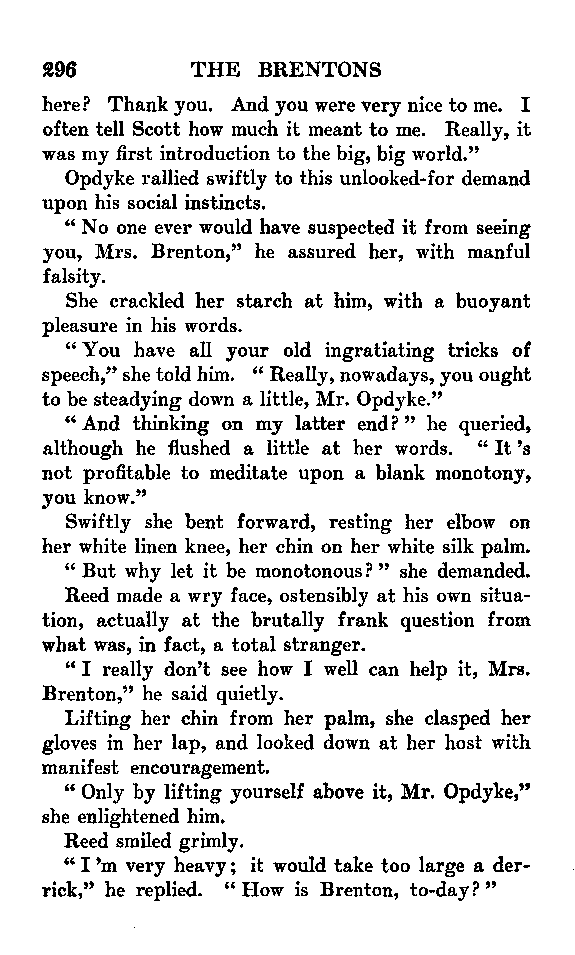 296 THE BRENTONS
here? Thank you. And you were very nice to me. I
often tell Scott how much it meant to me. Really, it
was my first introduction to the big, big world.”
Opdyke rallied swiftly to this unlooked-for demand
upon his social instincts.
“ No one ever would have suspected it from seeing
you, Mrs. Brenton,” he assured her, with manful
falsity.
She crackled her starch at him, with a buoyant
pleasure in his words.
“ You have all your old ingratiating tricks of
speech,” she told him. “ Really, nowadays, you ought
to be steadying down a little, Mr. Opdyke.”
“ And thinking on my latter end? ” he queried,
although he flushed a little at her words. “ It ’s
not profitable to meditate upon a blank monotony,
you know.”
Swiftly she bent forward, resting her elbow on
her white linen knee, her chin on her white silk palm.
“ But why let it be monotonous? ” she demanded.
Reed made a wry face, ostensibly at his own situa-
tion, actually at the brutally frank question from
what was, in fact, a total stranger.
“ I really don’t see how I well can help it, Mrs.
Brenton,” he said quietly.
Lifting her chin from her palm, she clasped her
gloves in her lap, and looked down at her host with
manifest encouragement.
“ Only by lifting yourself above it, Mr. Opdyke,”
she enlightened him.
Reed smiled grimly.
“ I ’m very heavy; it would take too large a der-
rick,” he replied. “ How is Brenton, to-day? ”